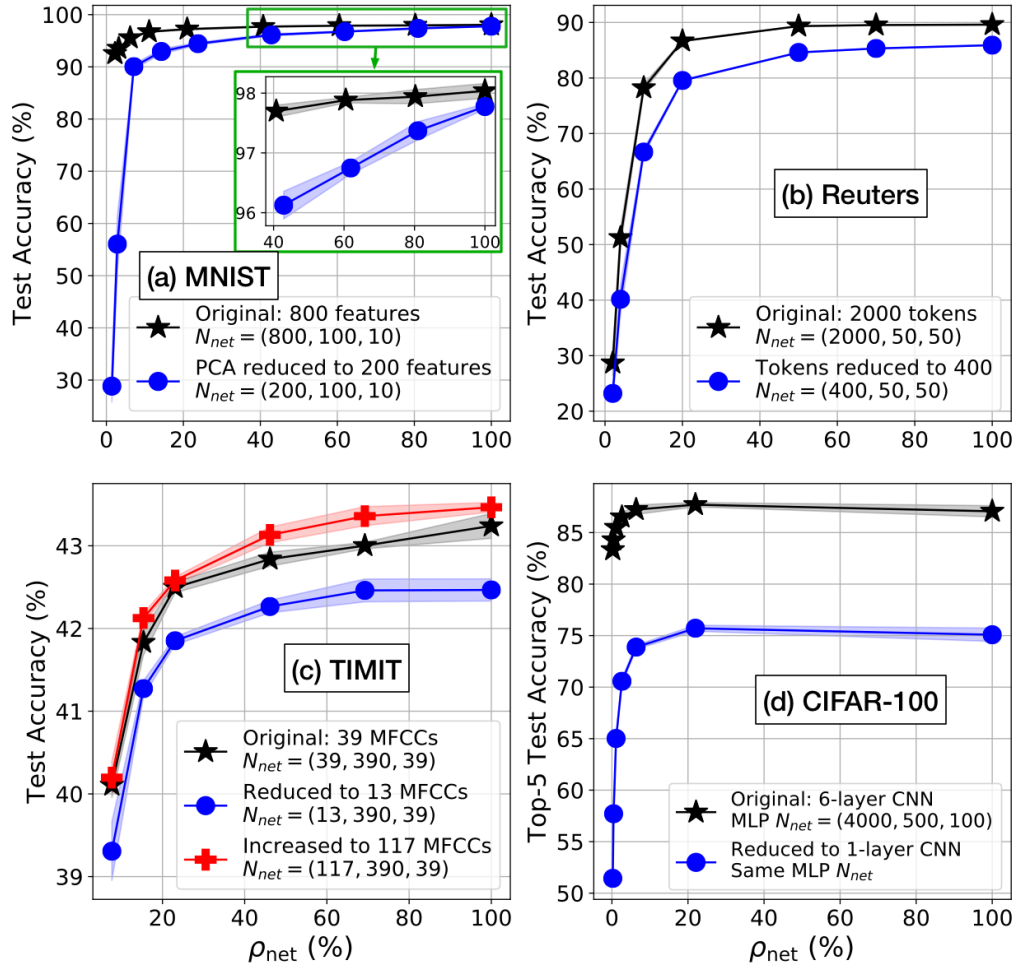 100
90
80
70
60
50
40
30
Test Accuracy (%)
98
97
96
40 60 80 100
(a) MNIST
Original: 800 features
N_net = (800, 100, 10)
PCA reduced to 200 features
N_net = (200, 100, 10)
0 20 40 60 80 100
90
80
70
60
50
40
30
20
Test Accuracy (%)
(b) Reuters
Original: 2000 tokens
N_net = (2000, 50, 50)
Tokens reduced to 400
N_net = (400, 50, 50)
0 20 40 60 80 100
43
42
41
40
39
Test Accuracy (%)
(c) TIMIT
Original: 39 MFCCs
N_net = (39, 390, 39)
Reduced to 13 MFCCs
N_net = (13, 390, 39)
Increased to 117 MFCCs
N_net = (117, 390, 39)
20 40 60 80 100
ρ_net (%)
85
80
75
70
65
60
55
50
Top-5 Test Accuracy (%)
(d) CIFAR-100
Original: 6-layer CNN
MLP N_net = (4000, 500, 100)
Reduced to 1-layer CNN
Same MLP N_net
0 20 40 60 80 100
ρ_net (%)